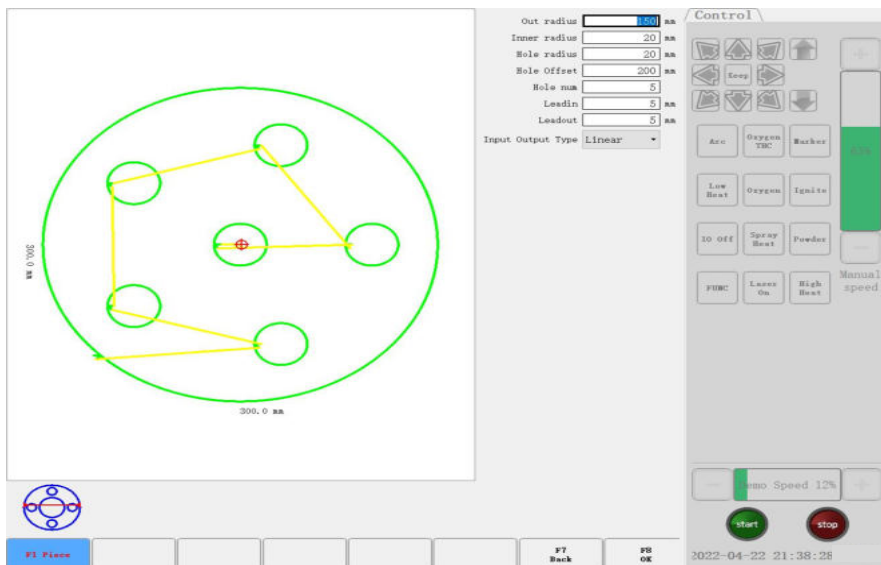 Out radius 150 mm
Inner radius 20 mm
Hole radius 20 mm
Hole Offset 200 mm
Hole num 5
Leadin 5 mm
Leadout 5 mm
Input Output Type Linear
300.0 mm
300.0 mm
F1 Piece
F7 Back
F8 OK
Control
Keep
Arc
Oxygen THC
Marker
Low Heat
Oxygen
Ignite
IO Off
Spray Heat
Powder
FUNC
Laser On
High Heat
Manual speed
Demo Speed 12%
start
stop
2022-04-22 21:38:28